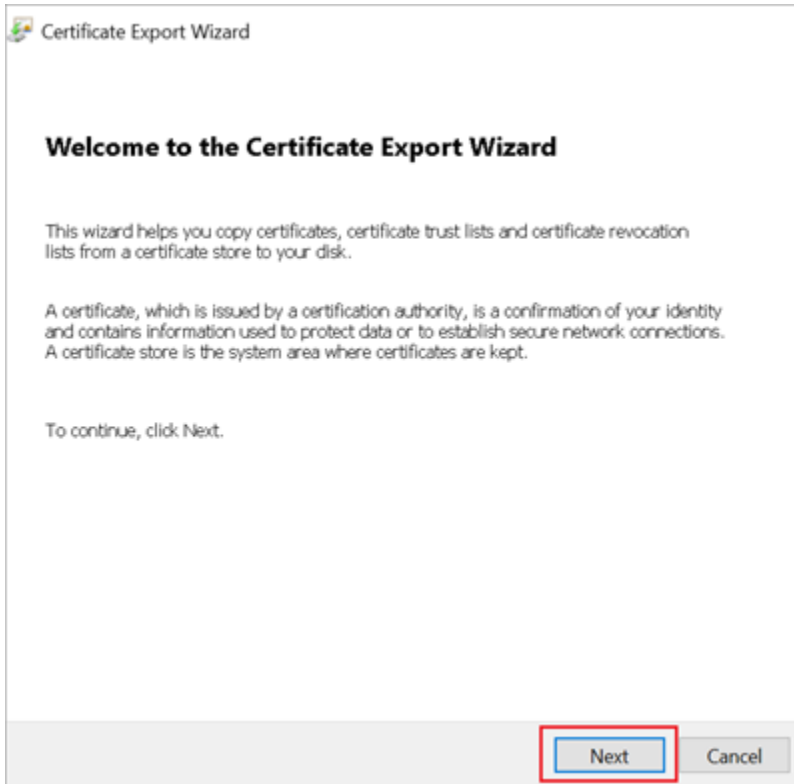 Certificate Export Wizard
Welcome to the Certificate Export Wizard
This wizard helps you copy certificates, certificate trust lists and certificate revocation
lists from a certificate store to your disk.
A certificate, which is issued by a certification authority, is a confirmation of your identity
and contains information used to protect data or to establish secure network connections.
A certificate store is the system area where certificates are kept.
To continue, click Next.
Next Cancel